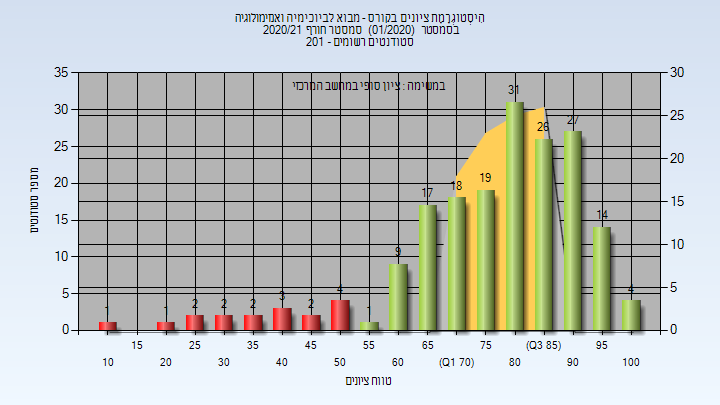 היסטוגרמת ציונים בקורס - מבוא לביוכימיה ואנזימולוגיה
בסמסטר (01/2020) סמסטר חורף 2020/21
סטודנטים רשומים - 201
במשימה : ציון סופי במחשב המרכזי
35
30
25
20
15
10
5
0
מספר סטודנטים
30
25
20
15
10
5
0
1 1 2 2 2 3 2 4 1 9 17 18 19 31 26 27 14 4
15 25 35 45 55 65 75 (Q3 85) 95
10 20 30 40 50 60 (Q1 70) 80 90 100
טווח ציונים